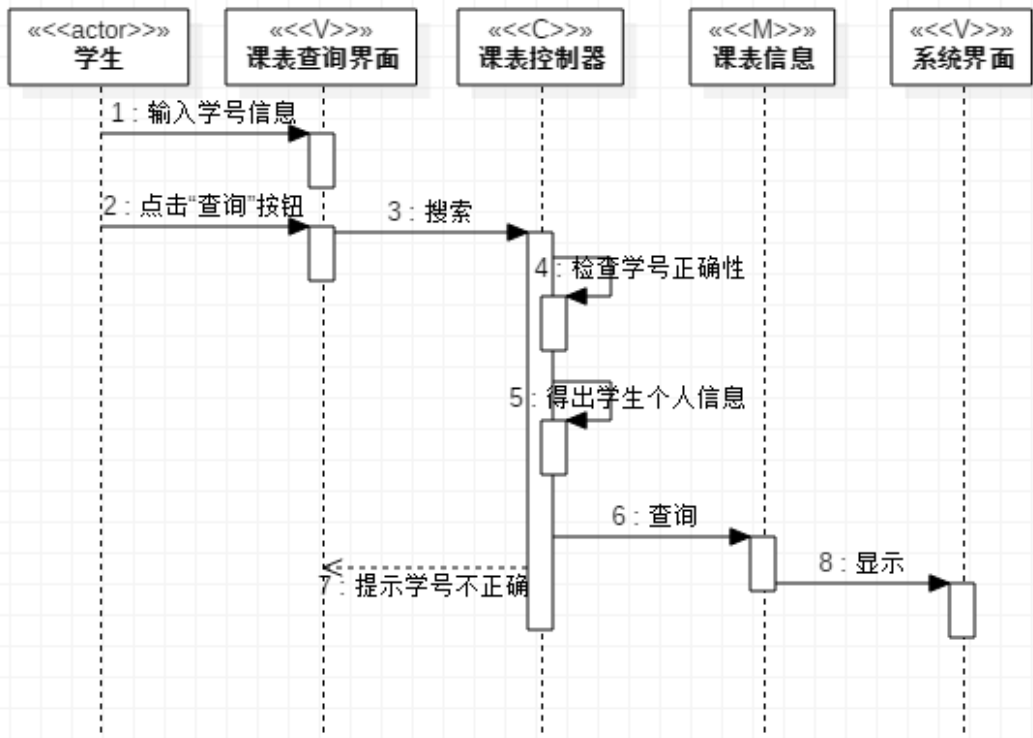 «<<actor>>»
学生
«<<V>>»
课表查询界面
«<<C>>»
课表控制器
«<<M>>»
课表信息
«<<V>>»
系统界面
1 : 输入学号信息
2 : 点击“查询”按钮
3 : 搜索
4 : 检查学号正确性
5 : 得出学生个人信息
6 : 查询
7 : 提示学号不正确
8 : 显示